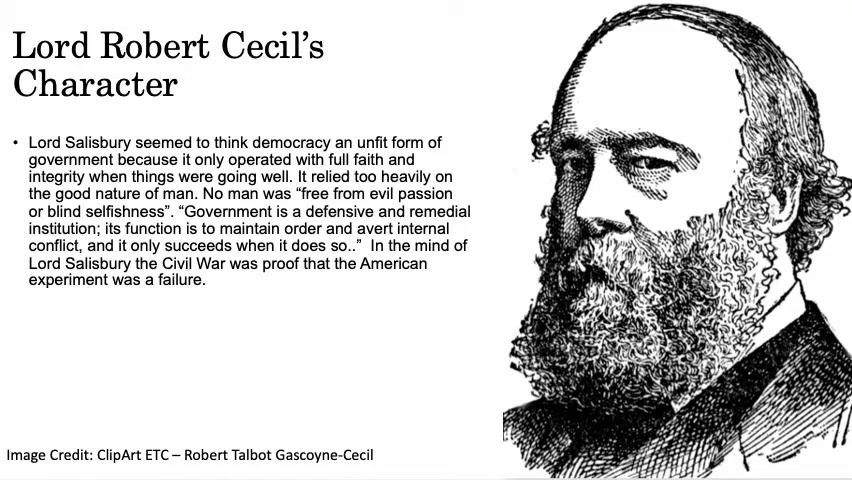 Lord Robert Cecil’s
Character
• Lord Salisbury seemed to think democracy an unfit form of
government because it only operated with full faith and
integrity when things were going well. It relied too heavily on
the good nature of man. No man was “free from evil passion
or blind selfishness”. “Government is a defensive and remedial
institution; its function is to maintain order and avert internal
conflict, and it only succeeds when it does so..”  In the mind of
Lord Salisbury the Civil War was proof that the American
experiment was a failure.
Image Credit: ClipArt ETC – Robert Talbot Gascoyne-Cecil